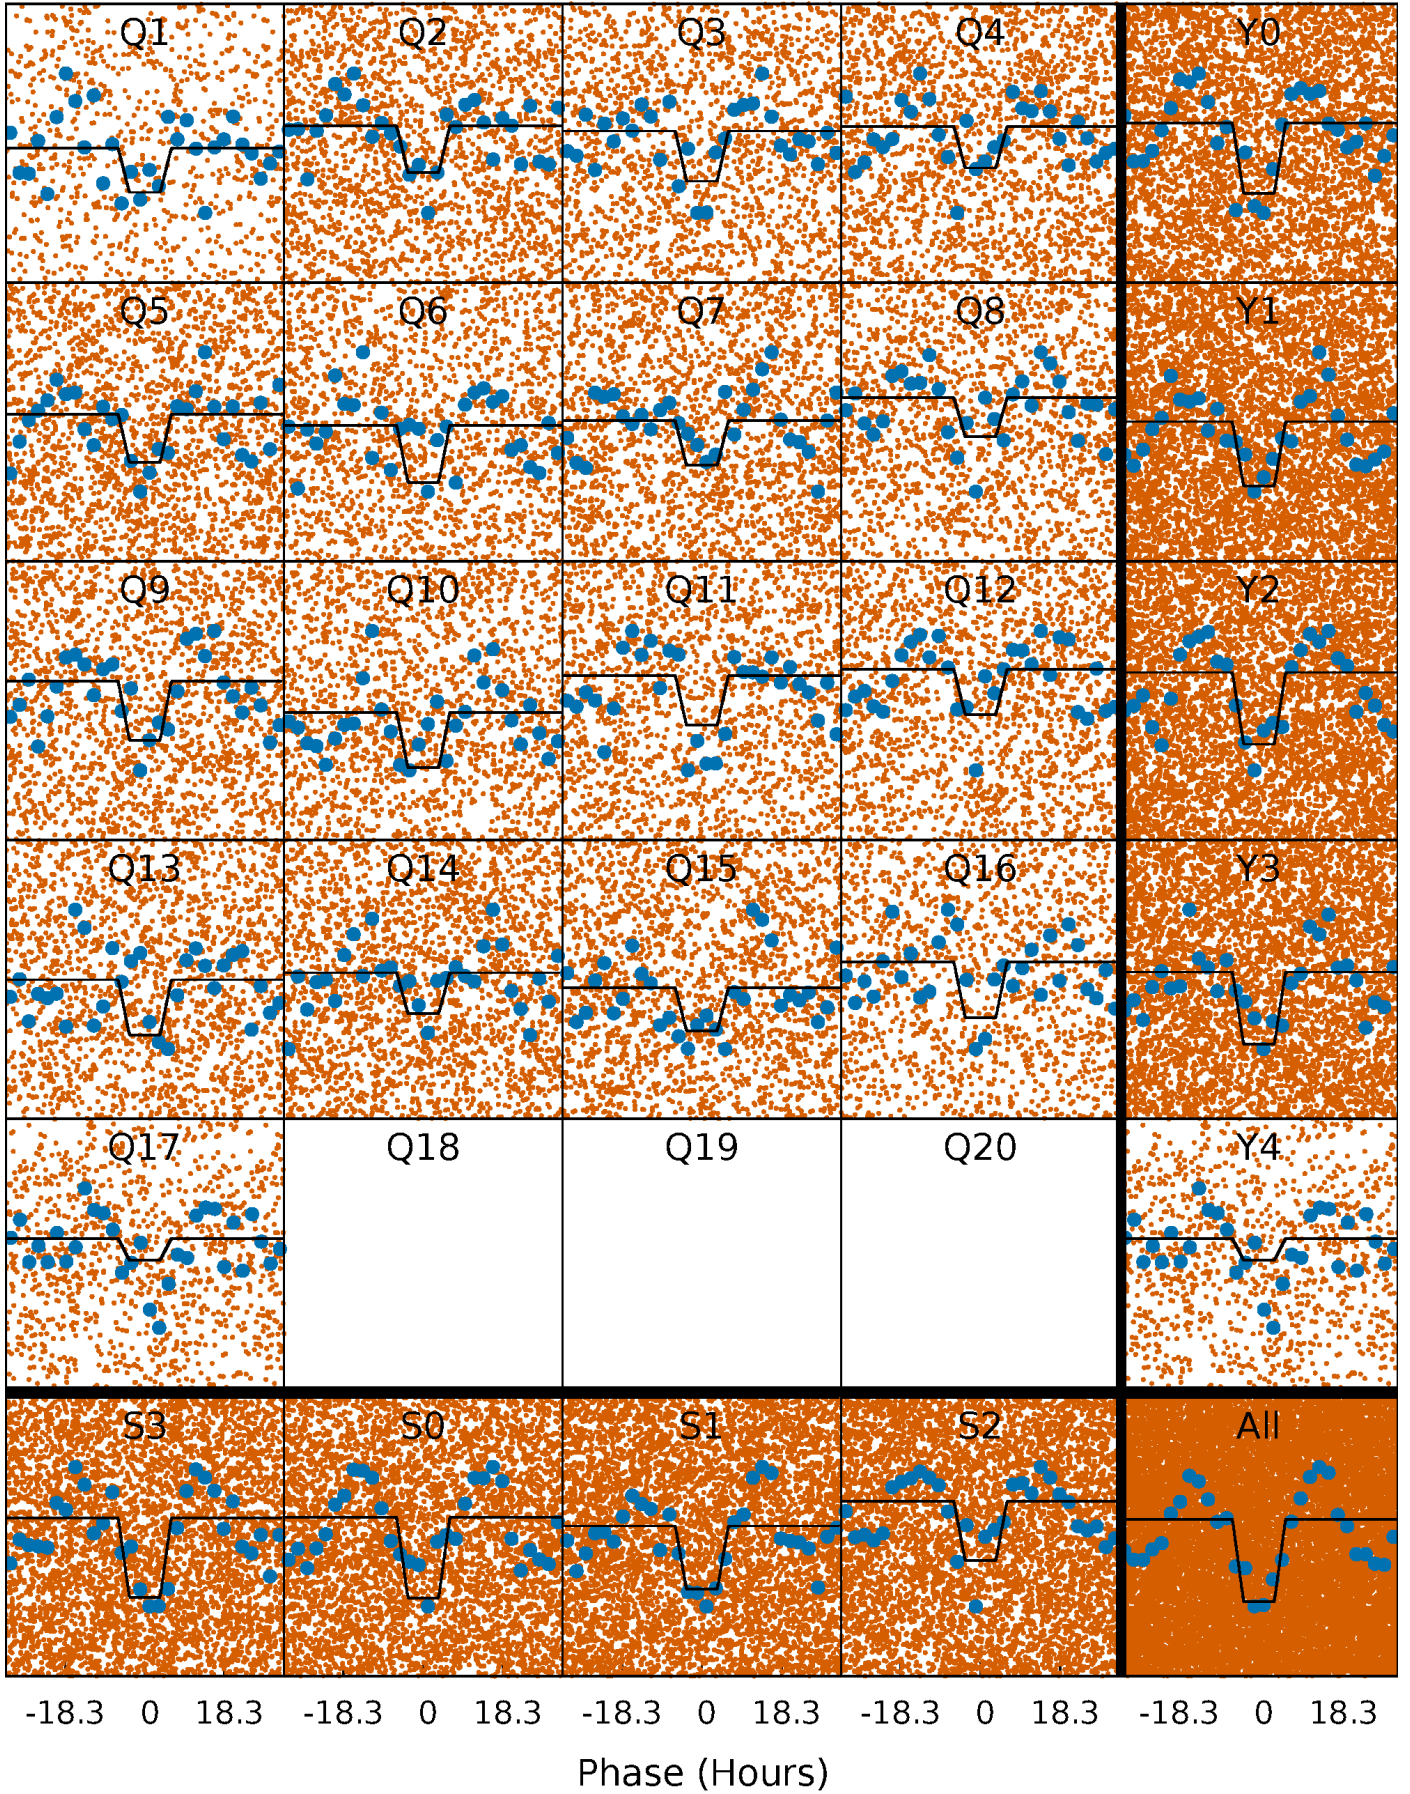 Q1 Q2 Q3 Q4 Y0
Q5 Q6 Q7 Q8 Y1
Q9 Q10 Q11 Q12 Y2
Q13 Q14 Q15 Q16 Y3
Q17 Q18 Q19 Q20 Y4
S3 S0 S1 S2 All
-18.3 0 18.3 -18.3 0 18.3 -18.3 0 18.3 -18.3 0 18.3 -18.3 0 18.3
Phase (Hours)